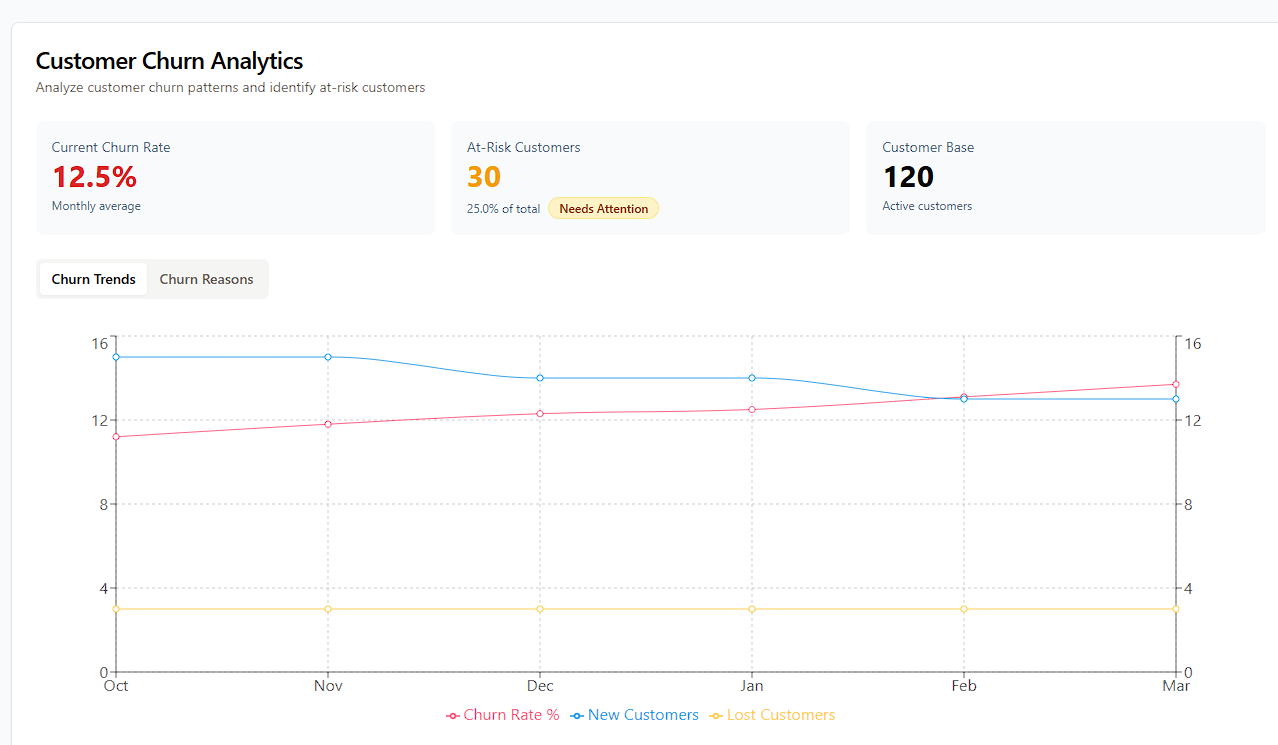 Customer Churn Analytics
Analyze customer churn patterns and identify at-risk customers
Current Churn Rate
12.5%
Monthly average
At-Risk Customers
30
25.0% of total Needs Attention
Customer Base
120
Active customers
Churn Trends Churn Reasons
16 16
12 12
8 8
4 4
0 0
Oct Nov Dec Jan Feb Mar
Churn Rate % New Customers Lost Customers